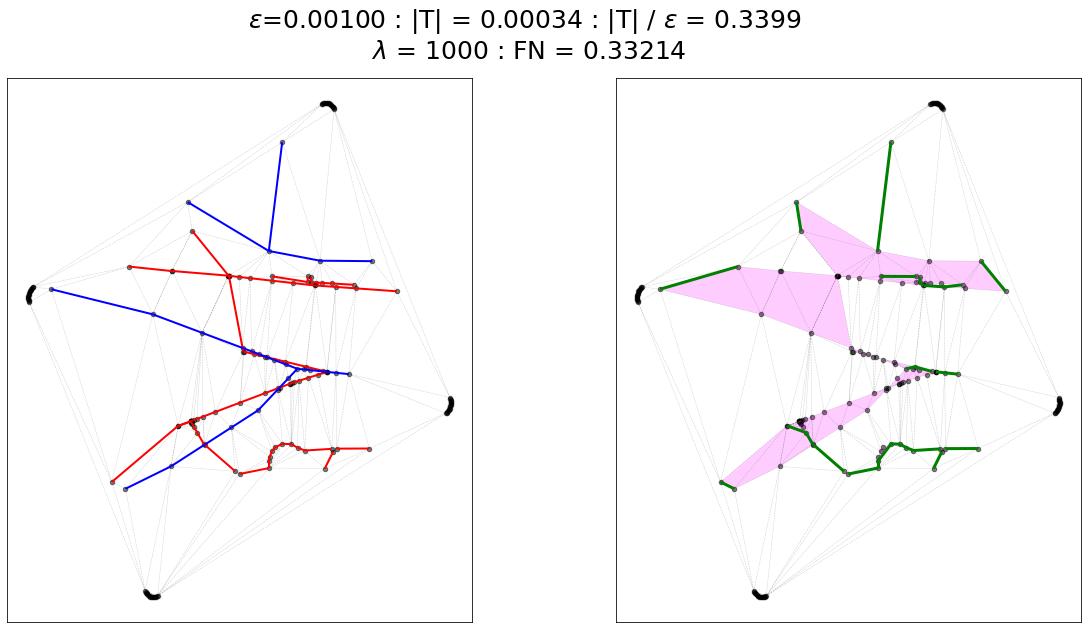 ε=0.00100 : |T| = 0.00034 : |T| / ε = 0.3399
λ = 1000 : FN = 0.33214